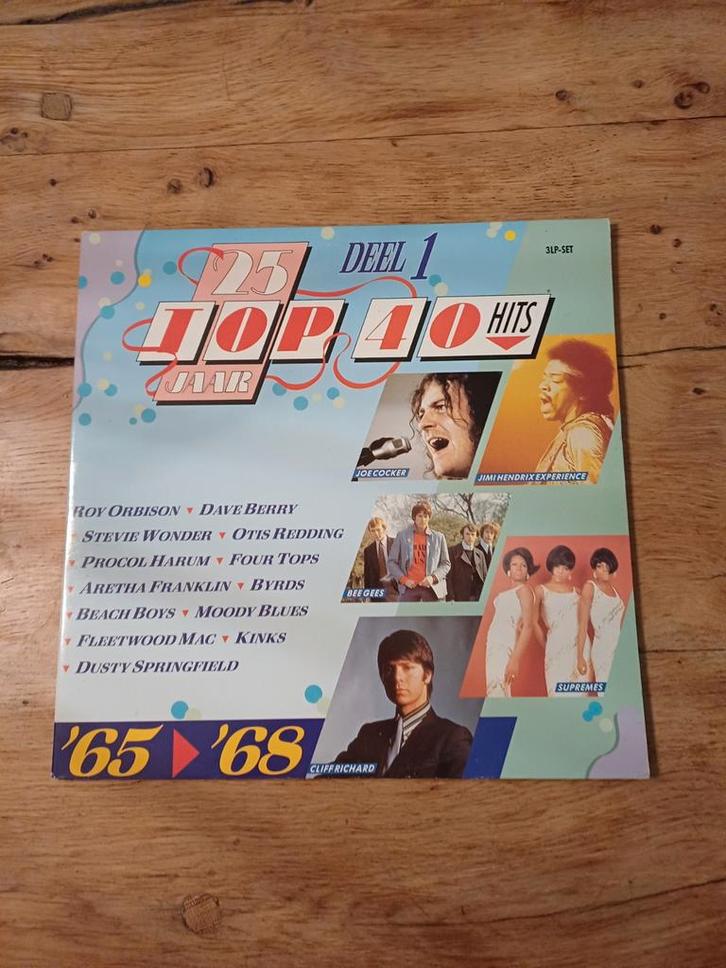 25
DEEL 1
3LP-SET
TOP 40 HITS
JAAR
JOE COCKER
JIMI HENDRIX EXPERIENCE
ROY ORBISON ▼ DAVE BERRY
STEVIE WONDER ▼ OTIS REDDING
▼ PROCOL HARUM ▼ FOUR TOPS
▼ ARETHA FRANKLIN ▼ BYRDS
▼ BEACH BOYS ▼ MOODY BLUES
▼ FLEETWOOD MAC ▼ KINKS
▼ DUSTY SPRINGFIELD
BEE GEES
SUPREMES
'65 ▶ '68
CLIFF RICHARD